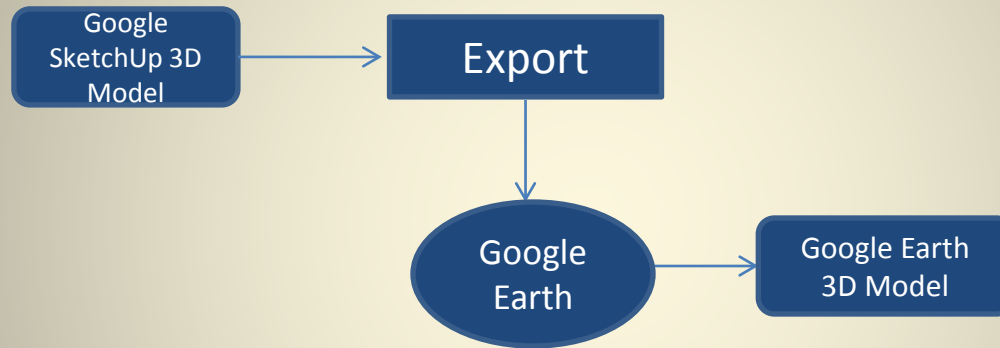 Google
SketchUp 3D
Model
Export
Google
Earth
Google Earth
3D Model